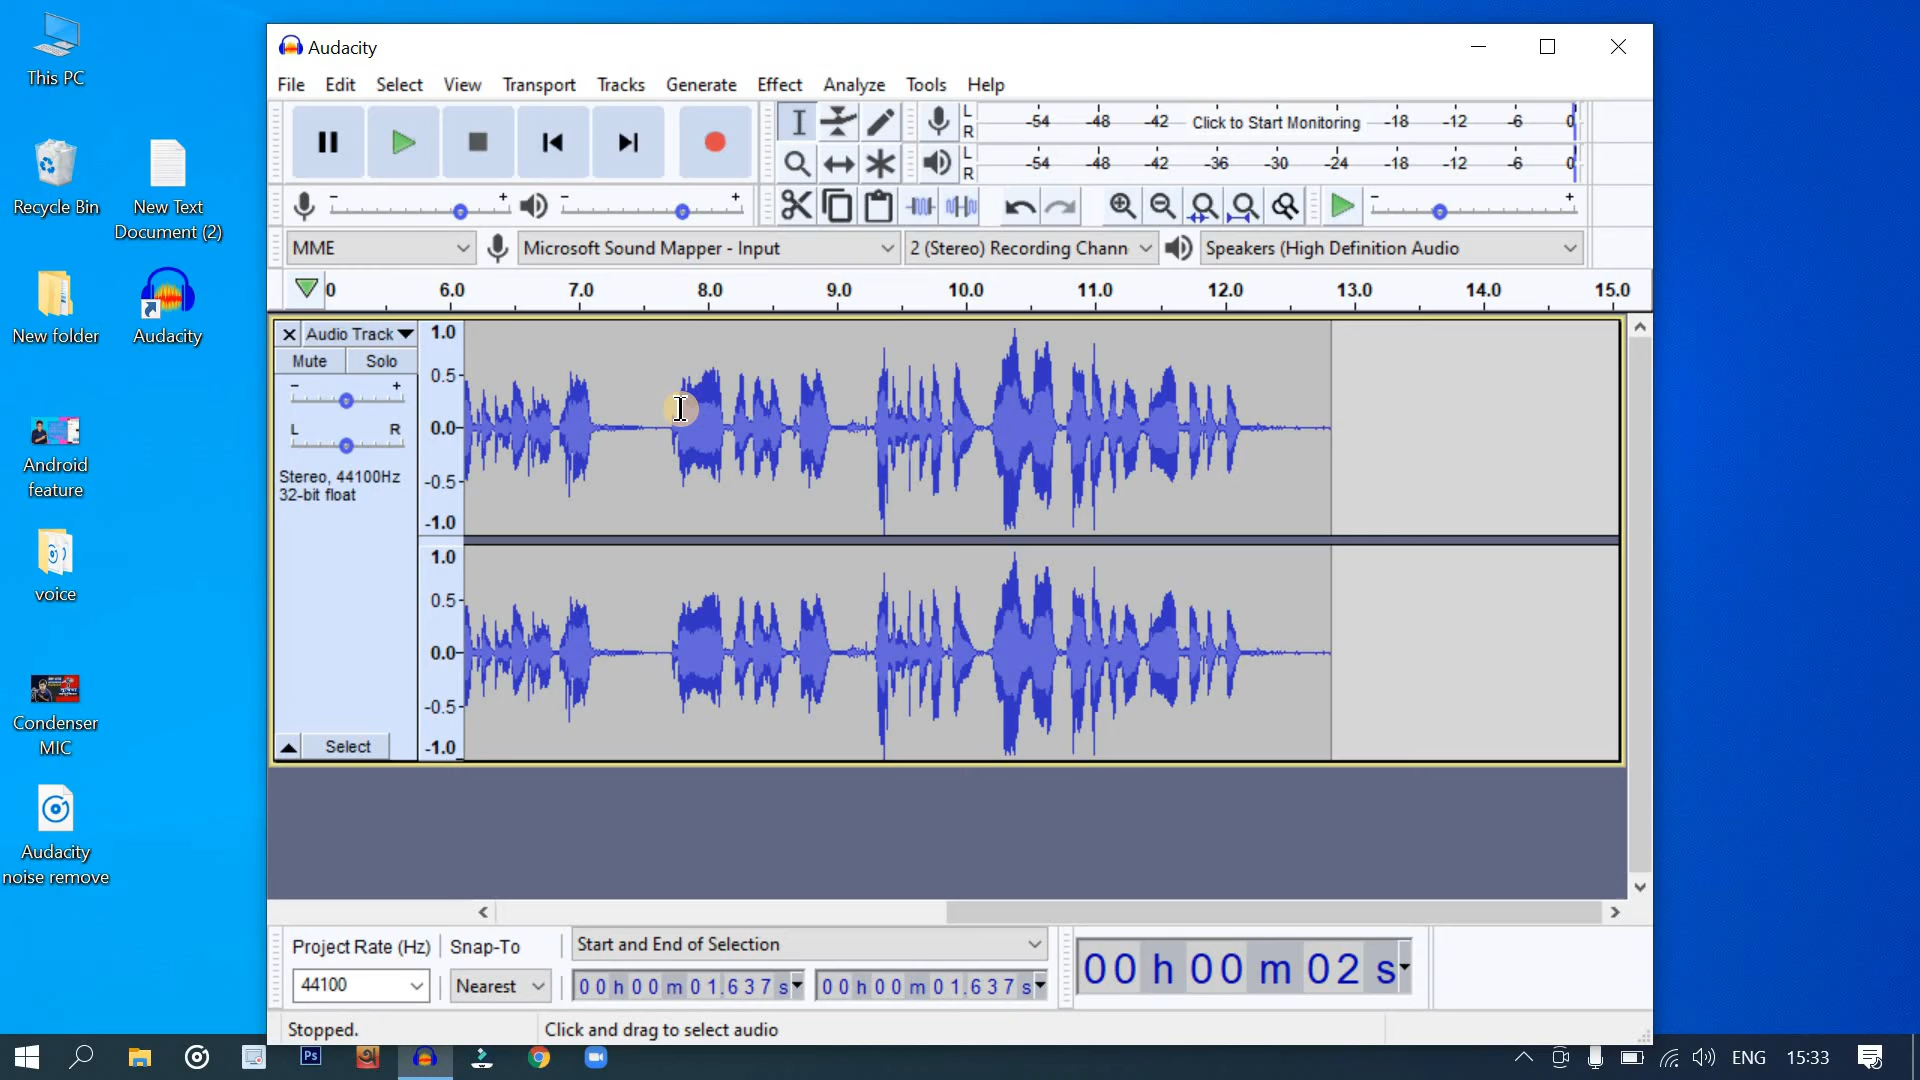 This PC
Recycle Bin
New Text
Document (2)
New folder
Audacity
Android
feature
voice
Condenser
MIC
Audacity
noise remove
Audacity
File Edit Select View Transport Tracks Generate Effect Analyze Tools Help
L
R
-54 -48 -42 Click to Start Monitoring -18 -12 -6 0
L
R
-54 -48 -42 -36 -30 -24 -18 -12 -6 0
- + - + - +
MME Microsoft Sound Mapper - Input 2 (Stereo) Recording Chann Speakers (High Definition Audio
0 6.0 7.0 8.0 9.0 10.0 11.0 12.0 13.0 14.0 15.0
Audio Track
Mute Solo
- +
L R
Stereo, 44100Hz
32-bit float
Select
1.0
0.5
0.0
-0.5
-1.0
1.0
0.5
0.0
-0.5
-1.0
Project Rate (Hz) Snap-To Start and End of Selection
44100 Nearest 00 h 00 m 01.637 s 00 h 00 m 01.637 s
00 h 00 m 02 s
Stopped. Click and drag to select audio
Ps
ENG 15:33